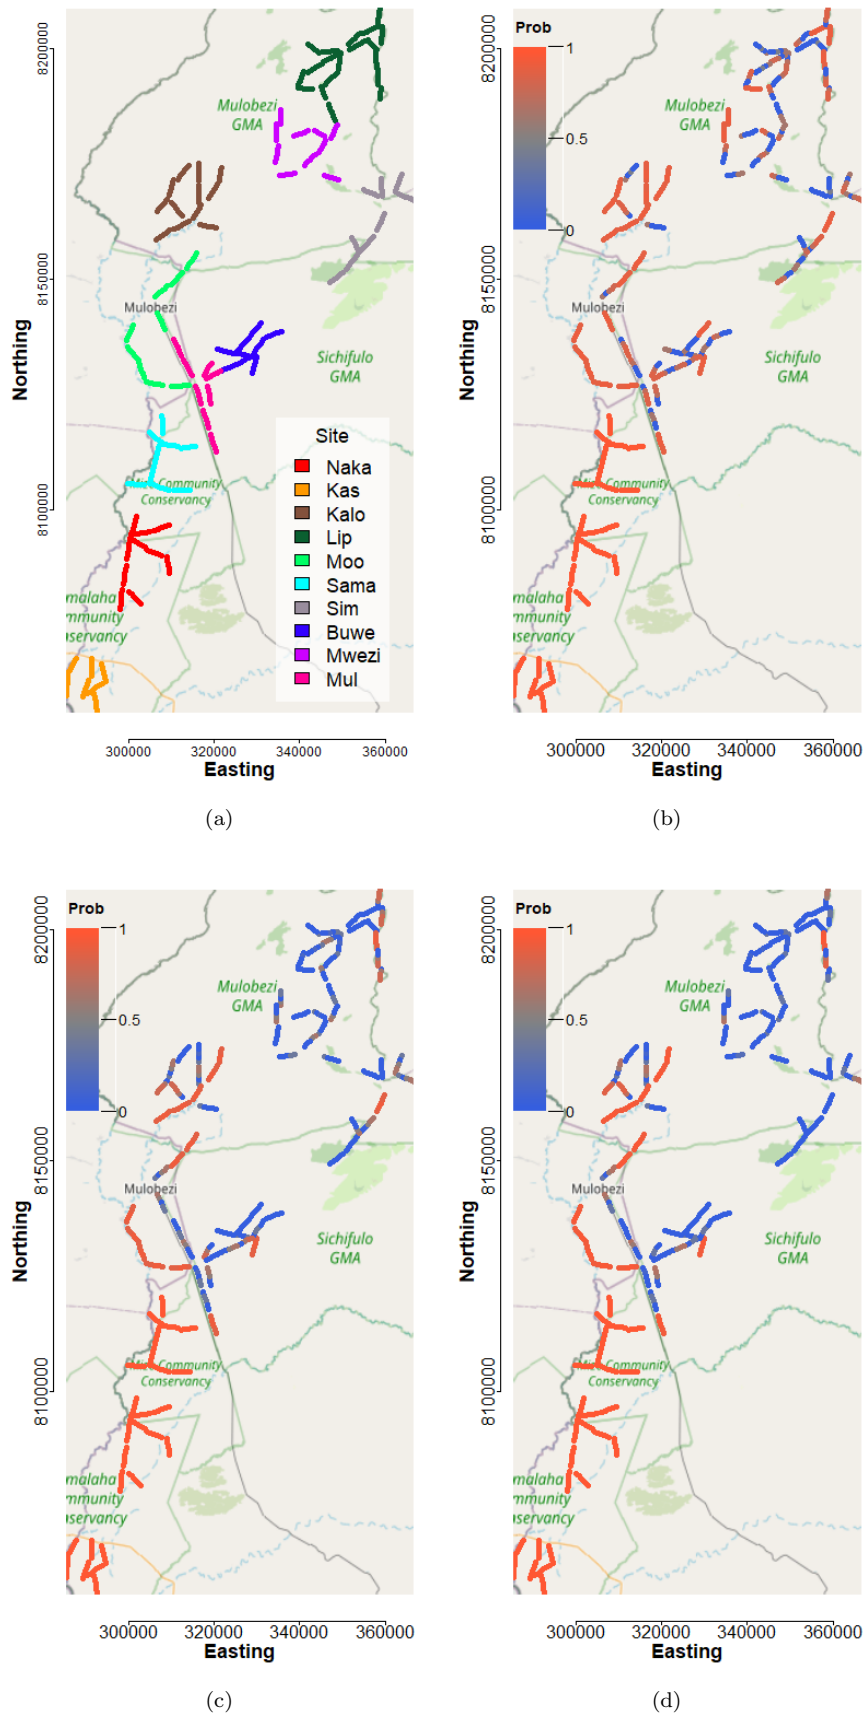 8200000
8150000
8100000
Northing
Mulobezi
GMA
Mulobezi
Sichifulo
GMA
Community
Conservancy
malaha
mmunity
nservancy
Site
Naka
Kas
Kalo
Lip
Moo
Sama
Sim
Buwe
Mwezi
Mul
300000 320000 340000 360000
Easting
(a)
Prob
1
0.5
0
8200000
8150000
8100000
Northing
Mulobezi
GMA
Mulobezi
Sichifulo
GMA
Community
Conservancy
malaha
mmunity
nservancy
300000 320000 340000 360000
Easting
(b)
Prob
1
0.5
0
8200000
8150000
8100000
Northing
Mulobezi
GMA
Mulobezi
Sichifulo
GMA
Community
Conservancy
malaha
mmunity
nservancy
300000 320000 340000 360000
Easting
(c)
Prob
1
0.5
0
8200000
8150000
8100000
Northing
Mulobezi
GMA
Mulobezi
Sichifulo
GMA
Community
Conservancy
malaha
mmunity
nservancy
300000 320000 340000 360000
Easting
(d)